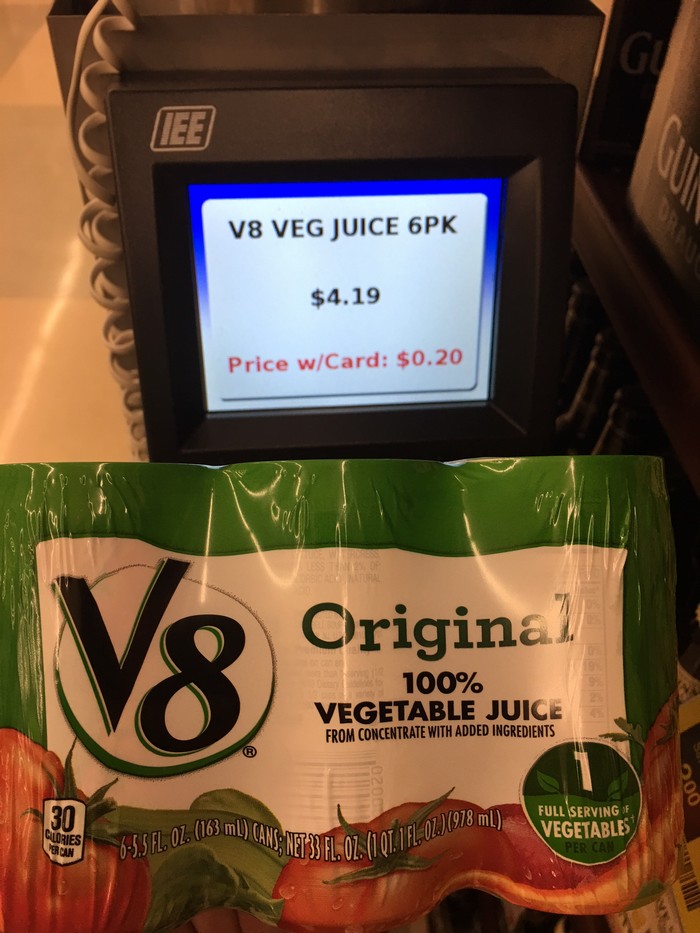 IEE
V8 VEG JUICE 6PK
$4.19
Price w/Card: $0.20
V8®
Original
100%
VEGETABLE JUICE
FROM CONCENTRATE WITH ADDED INGREDIENTS
30
CALORIES
PER CAN
6-5.5 FL. OZ. (163 mL) CANS; NET 33 FL. OZ. (1 QT. 1 FL. OZ.) (978 mL)
1
FULL SERVING OF
VEGETABLES
PER CAN